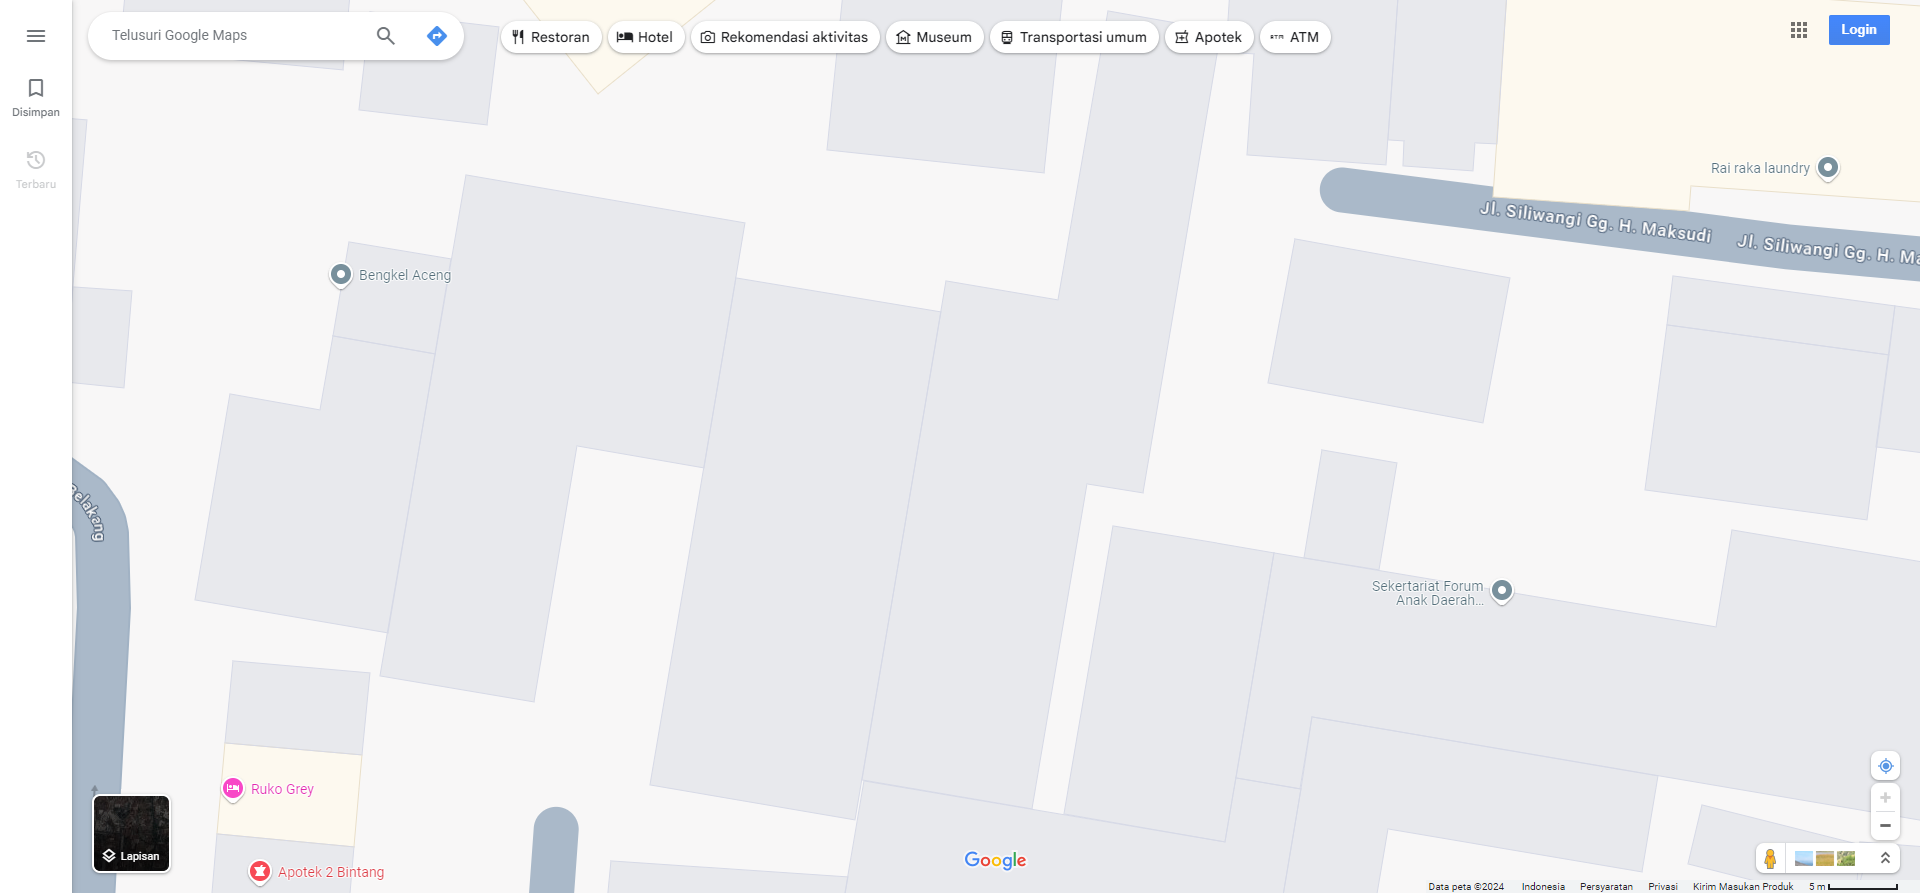 Telusuri Google Maps
Restoran
Hotel
Rekomendasi aktivitas
Museum
Transportasi umum
Apotek
ATM
Login
Disimpan
Terbaru
Rai raka laundry
Jl. Siliwangi Gg. H. Maksudi
Jl. Siliwangi Gg. H. Ma
Bengkel Aceng
Belakang
Sekertariat Forum
Anak Daerah...
Ruko Grey
Lapisan
Apotek 2 Bintang
Google
Data peta ©2024
Indonesia
Persyaratan
Privasi
Kirim Masukan Produk
5 m